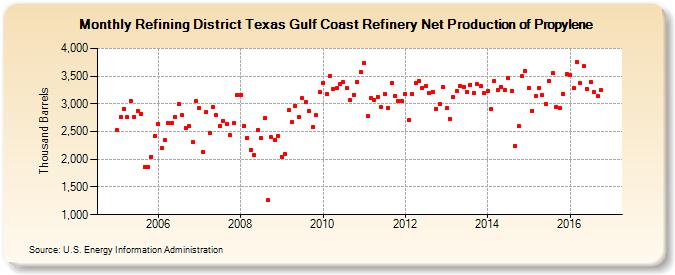 Monthly Refining District Texas Gulf Coast Refinery Net Production of Propylene
Thousand Barrels
4,000
3,500
3,000
2,500
2,000
1,500
1,000
2006 2008 2010 2012 2014 2016
Source: U.S. Energy Information Administration